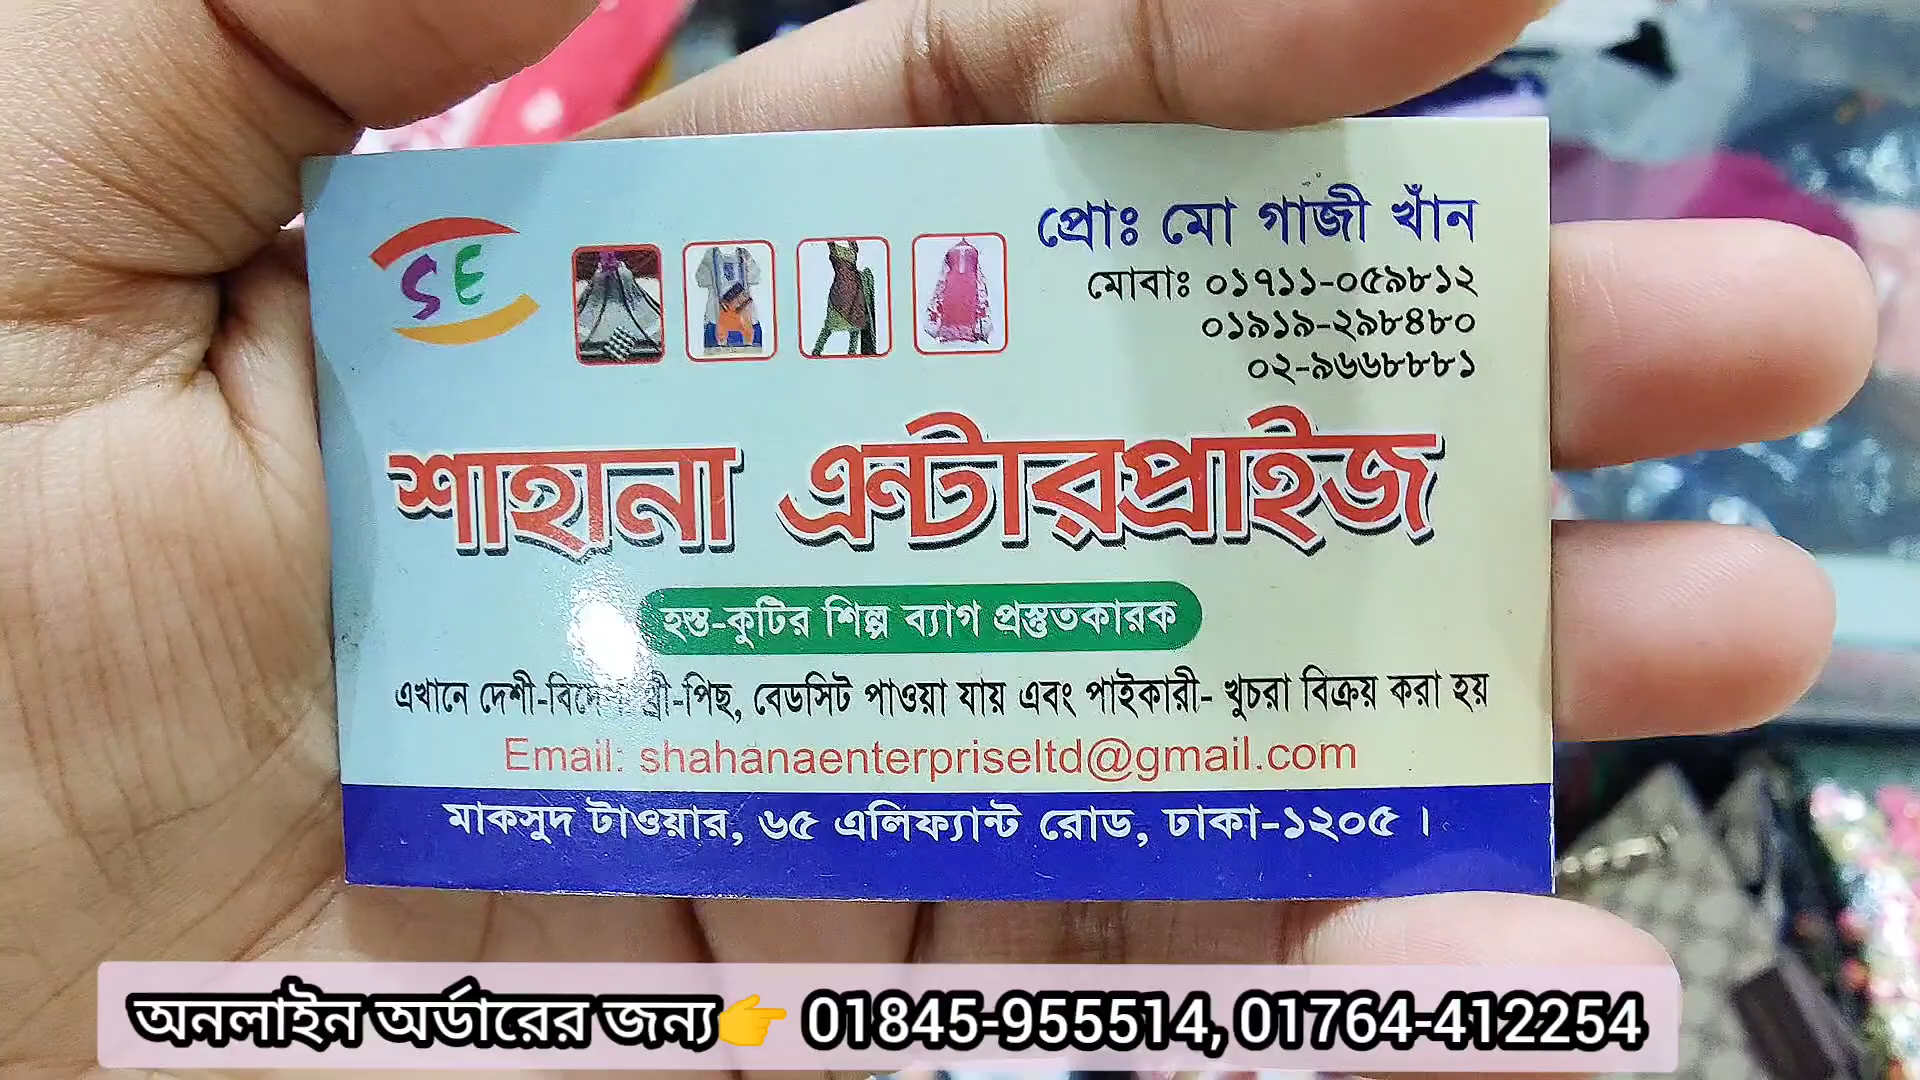 SE
প্রোঃ মো গাজী খাঁন
মোবাঃ ০১৭১১-০৫৯৮১২
০১৯১৯-২৯৮৪৮০
০২-৯৬৬৮৮৮১
শাহানা এন্টারপ্রাইজ
হস্ত-কুটির শিল্প ব্যাগ প্রস্তুতকারক
এখানে দেশী- থ্রী-পিছ, বেডসিট পাওয়া যায় এবং পাইকারী- খুচরা বিক্রয় করা হয়
Email: shahanaenterpriseltd@gmail.com
মাকসুদ টাওয়ার, ৬৫ এলিফ্যান্ট রোড, ঢাকা-১২০৫ ।
অনলাইন অর্ডারের জন্য👉 01845-955514, 01764-412254